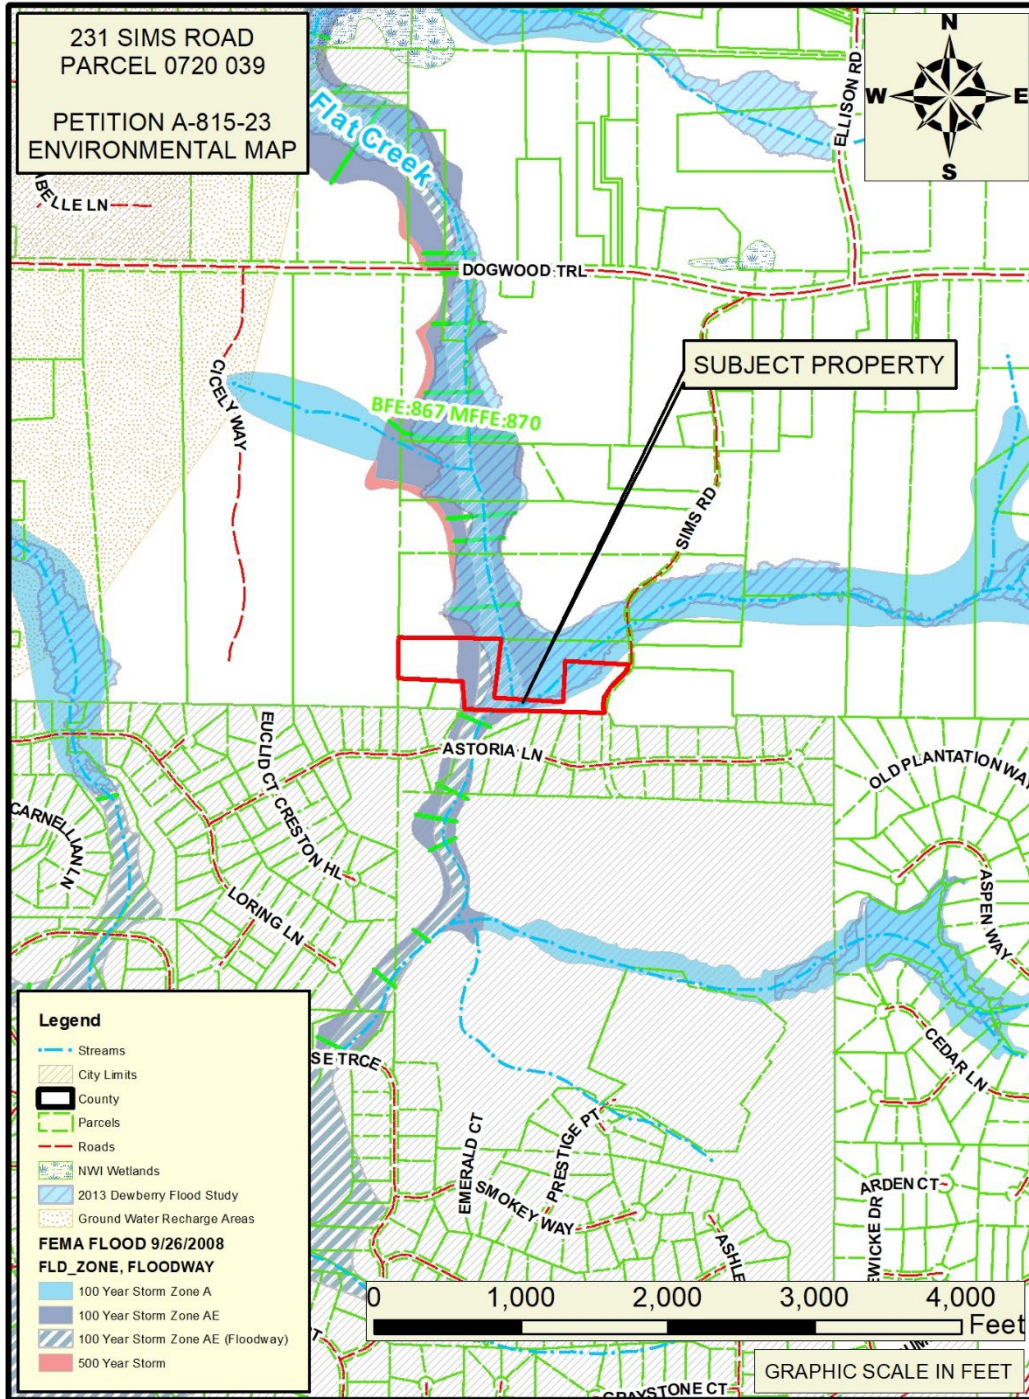 231 SIMS ROAD
PARCEL 0720 039
PETITION A-815-23
ENVIRONMENTAL MAP
N
W
E
S
ELLISON RD
Flat Creek
BELLE LN
DOGWOOD TRL
CICELY WAY
SUBJECT PROPERTY
BFE:867 MFFE:870
SIMS RD
EUCLID CT
CRESTON HL
ASTORIA LN
OLD PLANTATION WAY
CARNELLIAN LN
LORING LN
ASPEN WAY
CEDAR LN
SE TRCE
EMERALD CT
PRESTIGE PT
SMOKEY WAY
ARDEN CT
EWICKE DR
ASHLE
Legend
Streams
City Limits
County
Parcels
Roads
NWI Wetlands
2013 Dewberry Flood Study
Ground Water Recharge Areas
FEMA FLOOD 9/26/2008
FLD_ZONE, FLOODWAY
100 Year Storm Zone A
100 Year Storm Zone AE
100 Year Storm Zone AE (Floodway)
500 Year Storm
0 1,000 2,000 3,000 4,000
Feet
GRAPHIC SCALE IN FEET
GRAYSTONE CT